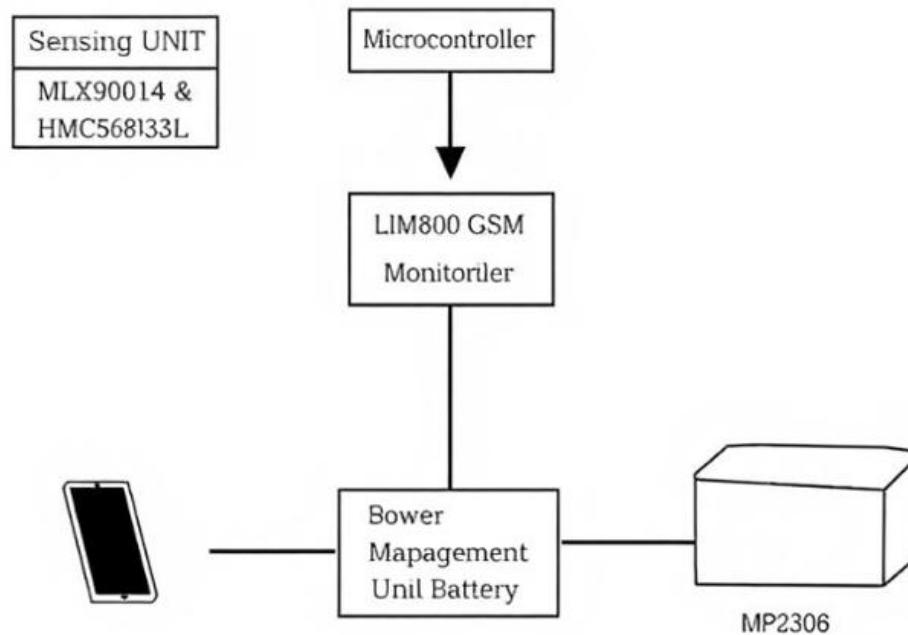 Sensing UNIT
MLX90014 &
HMC568133L
Microcontroller
LIM800 GSM
Monitoriler
Bower
Mapagement
Unil Battery
MP2306